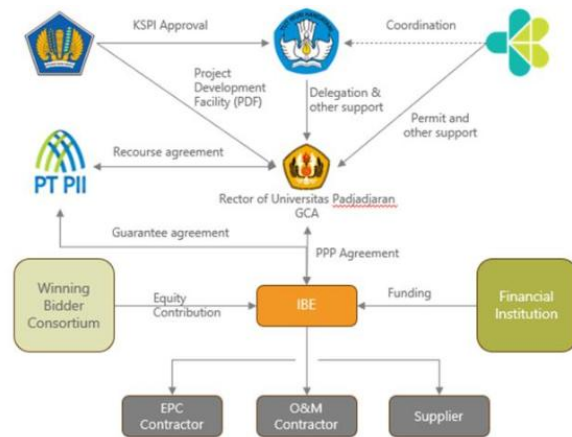 KSPI Approval
Coordination
Project
Development
Facility (PDF)
Delegation &
other support
Permit and
other support
Recourse agreement
PT PII
Rector of Universitas Padjadjaran
GCA
Guarantee agreement
PPP Agreement
Winning
Bidder
Consortium
Equity
Contribution
IBE
Funding
Financial
Institution
EPC
Contractor
O&M
Contractor
Supplier